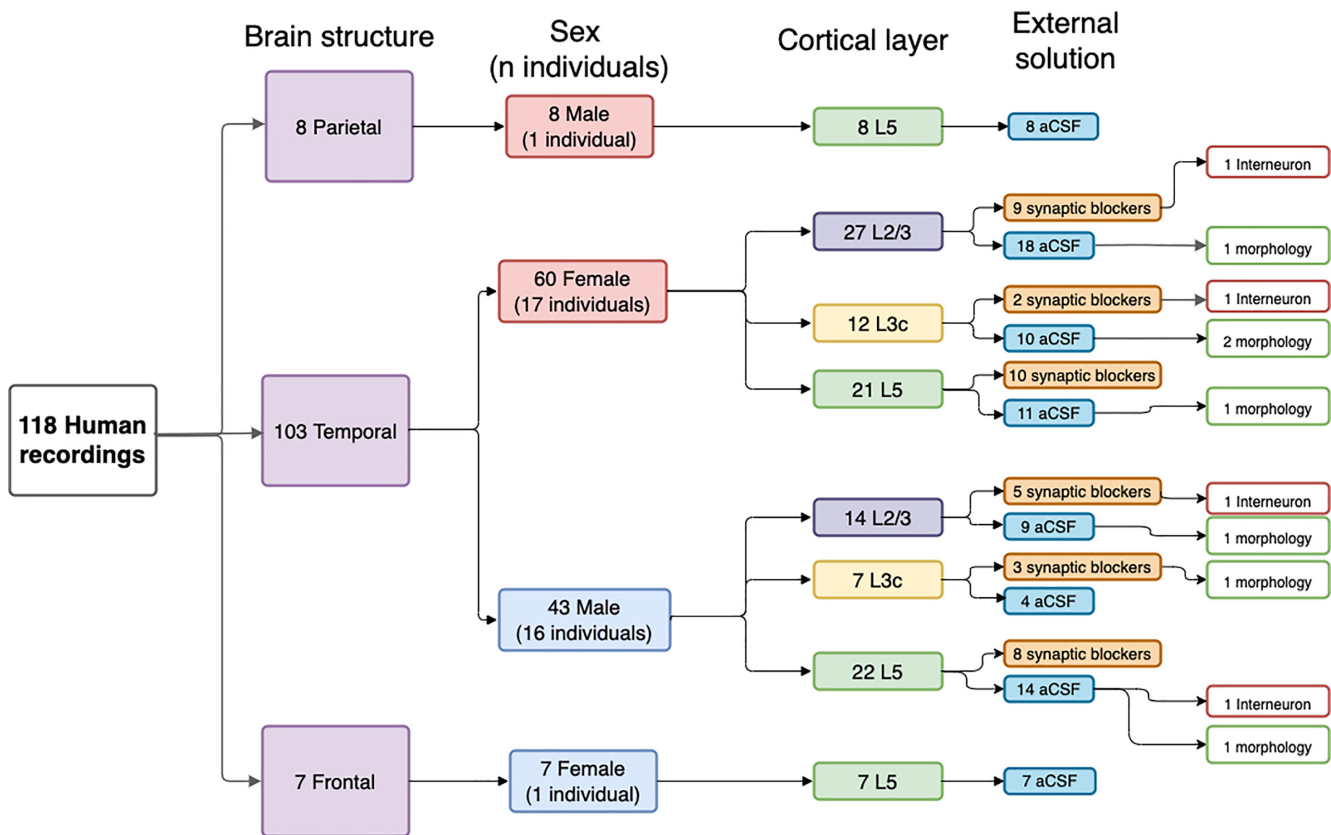 Brain structure
Sex
(n individuals)
Cortical layer
External
solution
118 Human
recordings
8 Parietal
8 Male
(1 individual)
8 L5
8 aCSF
103 Temporal
60 Female
(17 individuals)
27 L2/3
9 synaptic blockers
1 Interneuron
18 aCSF
1 morphology
12 L3c
2 synaptic blockers
1 Interneuron
10 aCSF
2 morphology
21 L5
10 synaptic blockers
11 aCSF
1 morphology
43 Male
(16 individuals)
14 L2/3
5 synaptic blockers
1 Interneuron
9 aCSF
1 morphology
7 L3c
3 synaptic blockers
1 morphology
4 aCSF
22 L5
8 synaptic blockers
14 aCSF
1 Interneuron
1 morphology
7 Frontal
7 Female
(1 individual)
7 L5
7 aCSF